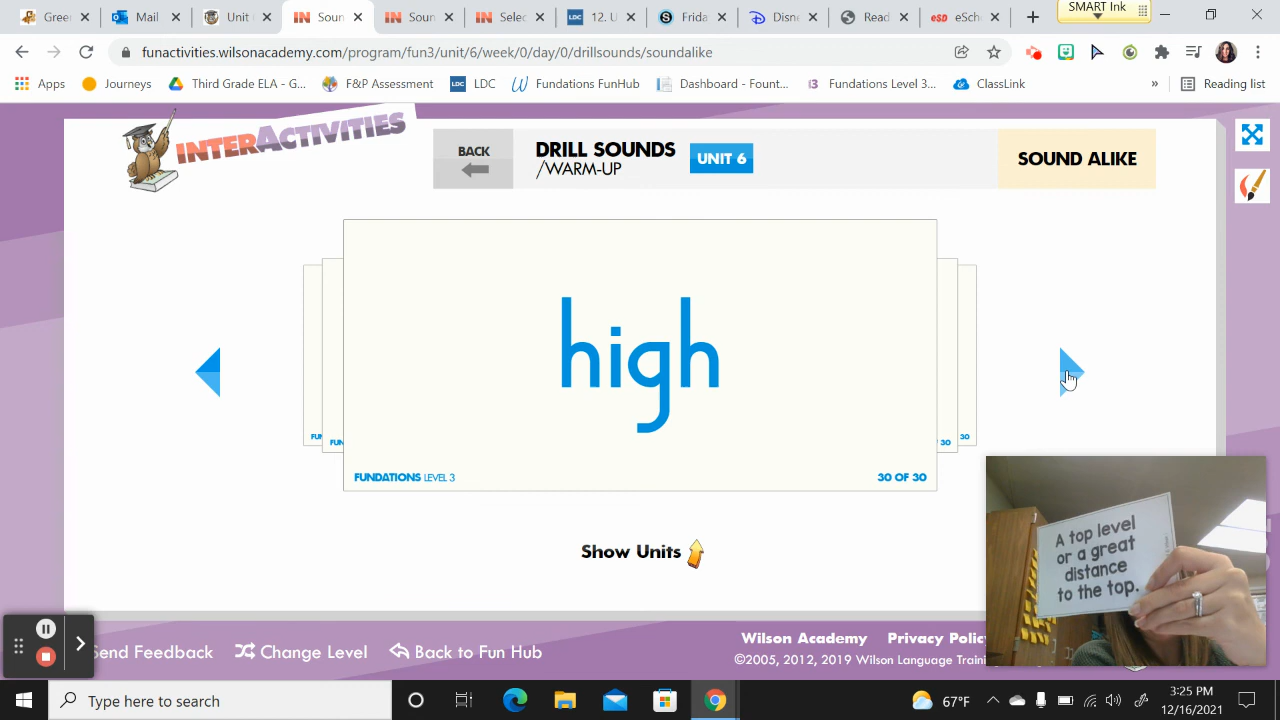 Gree
Mail
Unit
Soun
Soun
Selec
12. U
Frida
Disn
Read
eSch
SMART Ink
funactivities.wilsonacademy.com/program/fun3/unit/6/week/0/day/0/drillsounds/soundalike
Apps
Journeys
Third Grade ELA - G...
F&P Assessment
LDC
Fundations FunHub
Dashboard - Fount...
Fundations Level 3...
ClassLink
»
Reading list
INTERACTIVITIES
BACK
DRILL SOUNDS
/WARM-UP
UNIT 6
SOUND ALIKE
high
FUN
FUN
30
30
FUNDATIONS LEVEL 3
30 OF 30
Show Units
A top level
or a great
distance
to the top.
Send Feedback
Change Level
Back to Fun Hub
Wilson Academy
Privacy Policy
©2005, 2012, 2019 Wilson Language Traini
Type here to search
67°F
3:25 PM
12/16/2021